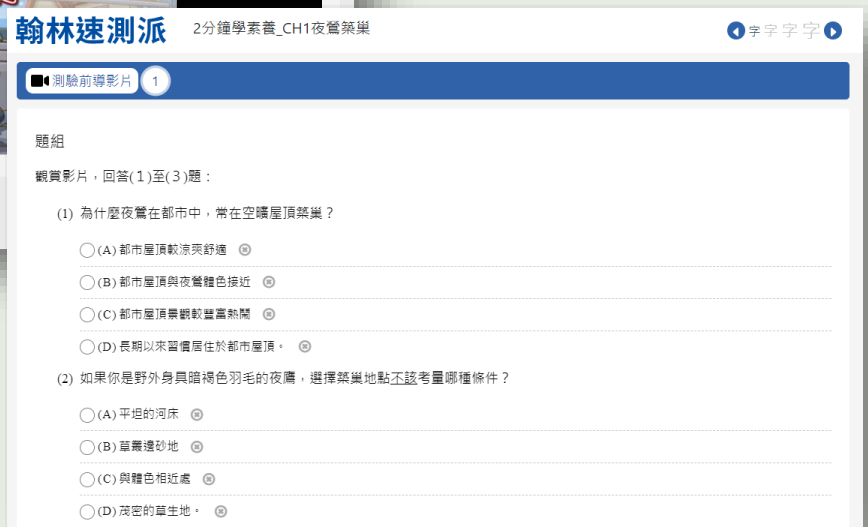 翰林速測派 2分鐘學素養_CH1夜鶯築巢 字 字 字 字
測驗前導影片 1
題組
觀賞影片，回答(1)至(3)題：
(1) 為什麼夜鶯在都市中，常在空曠屋頂築巢？
(A) 都市屋頂較涼爽舒適
(B) 都市屋頂與夜鶯體色接近
(C) 都市屋頂景觀較豐富熱鬧
(D) 長期以來習慣居住於都市屋頂。
(2) 如果你是野外身具暗褐色羽毛的夜鷹，選擇築巢地點不該考量哪種條件？
(A) 平坦的河床
(B) 草叢邊砂地
(C) 與體色相近處
(D) 茂密的草生地。